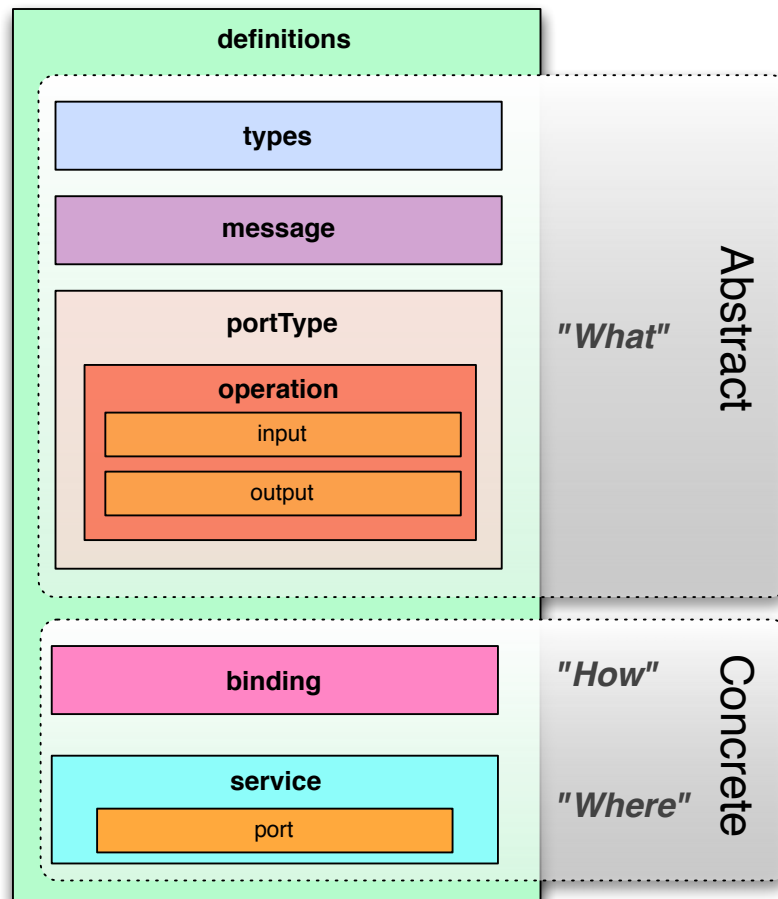 definitions
types
message
portType
operation
input
output
"What"
Abstract
binding
"How"
service
port
"Where"
Concrete